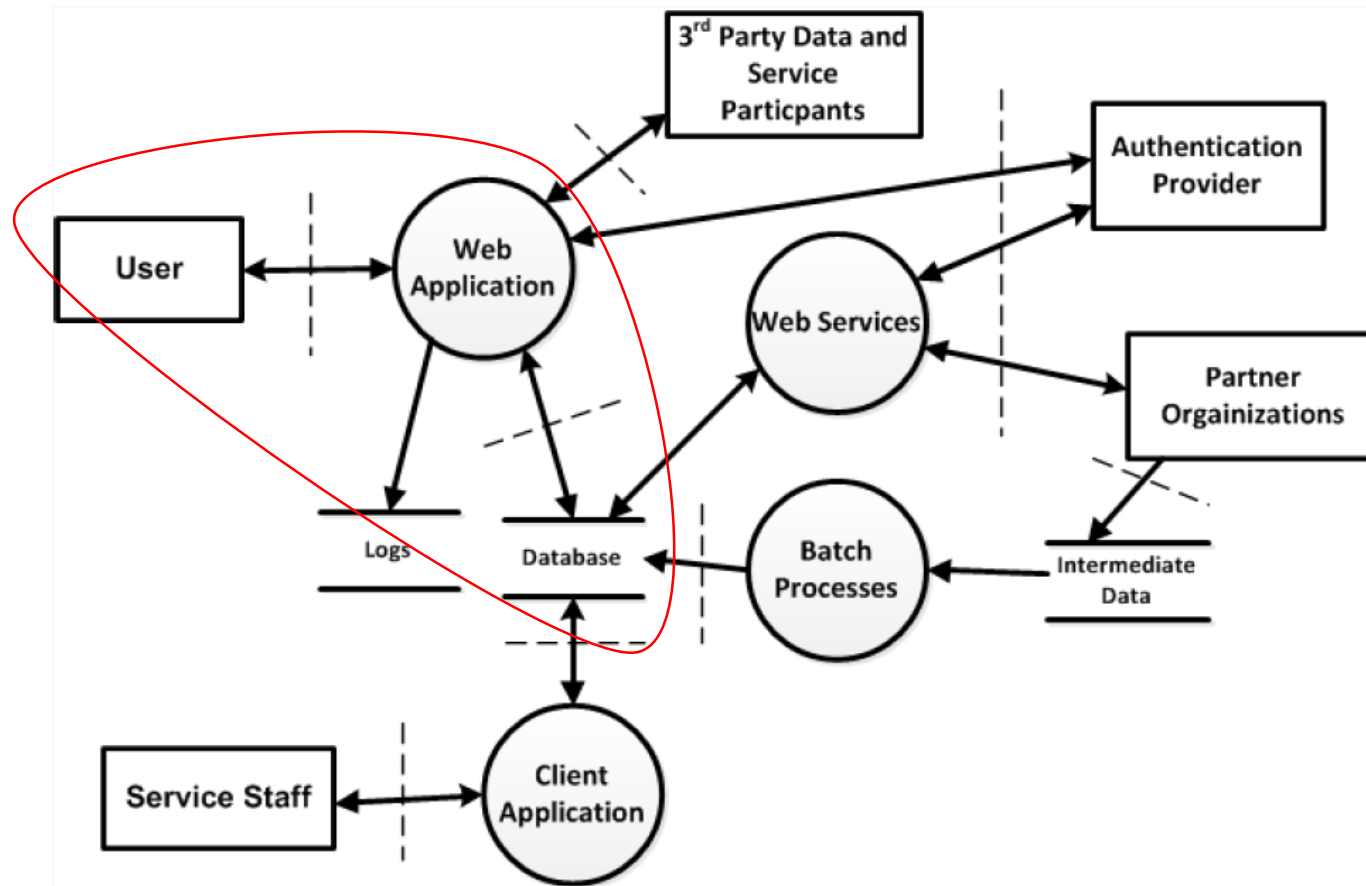 3rd Party Data and
Service
Particpants
Authentication
Provider
User
Web
Application
Web Services
Partner
Orgainizations
Logs
Database
Batch
Processes
Intermediate
Data
Service Staff
Client
Application